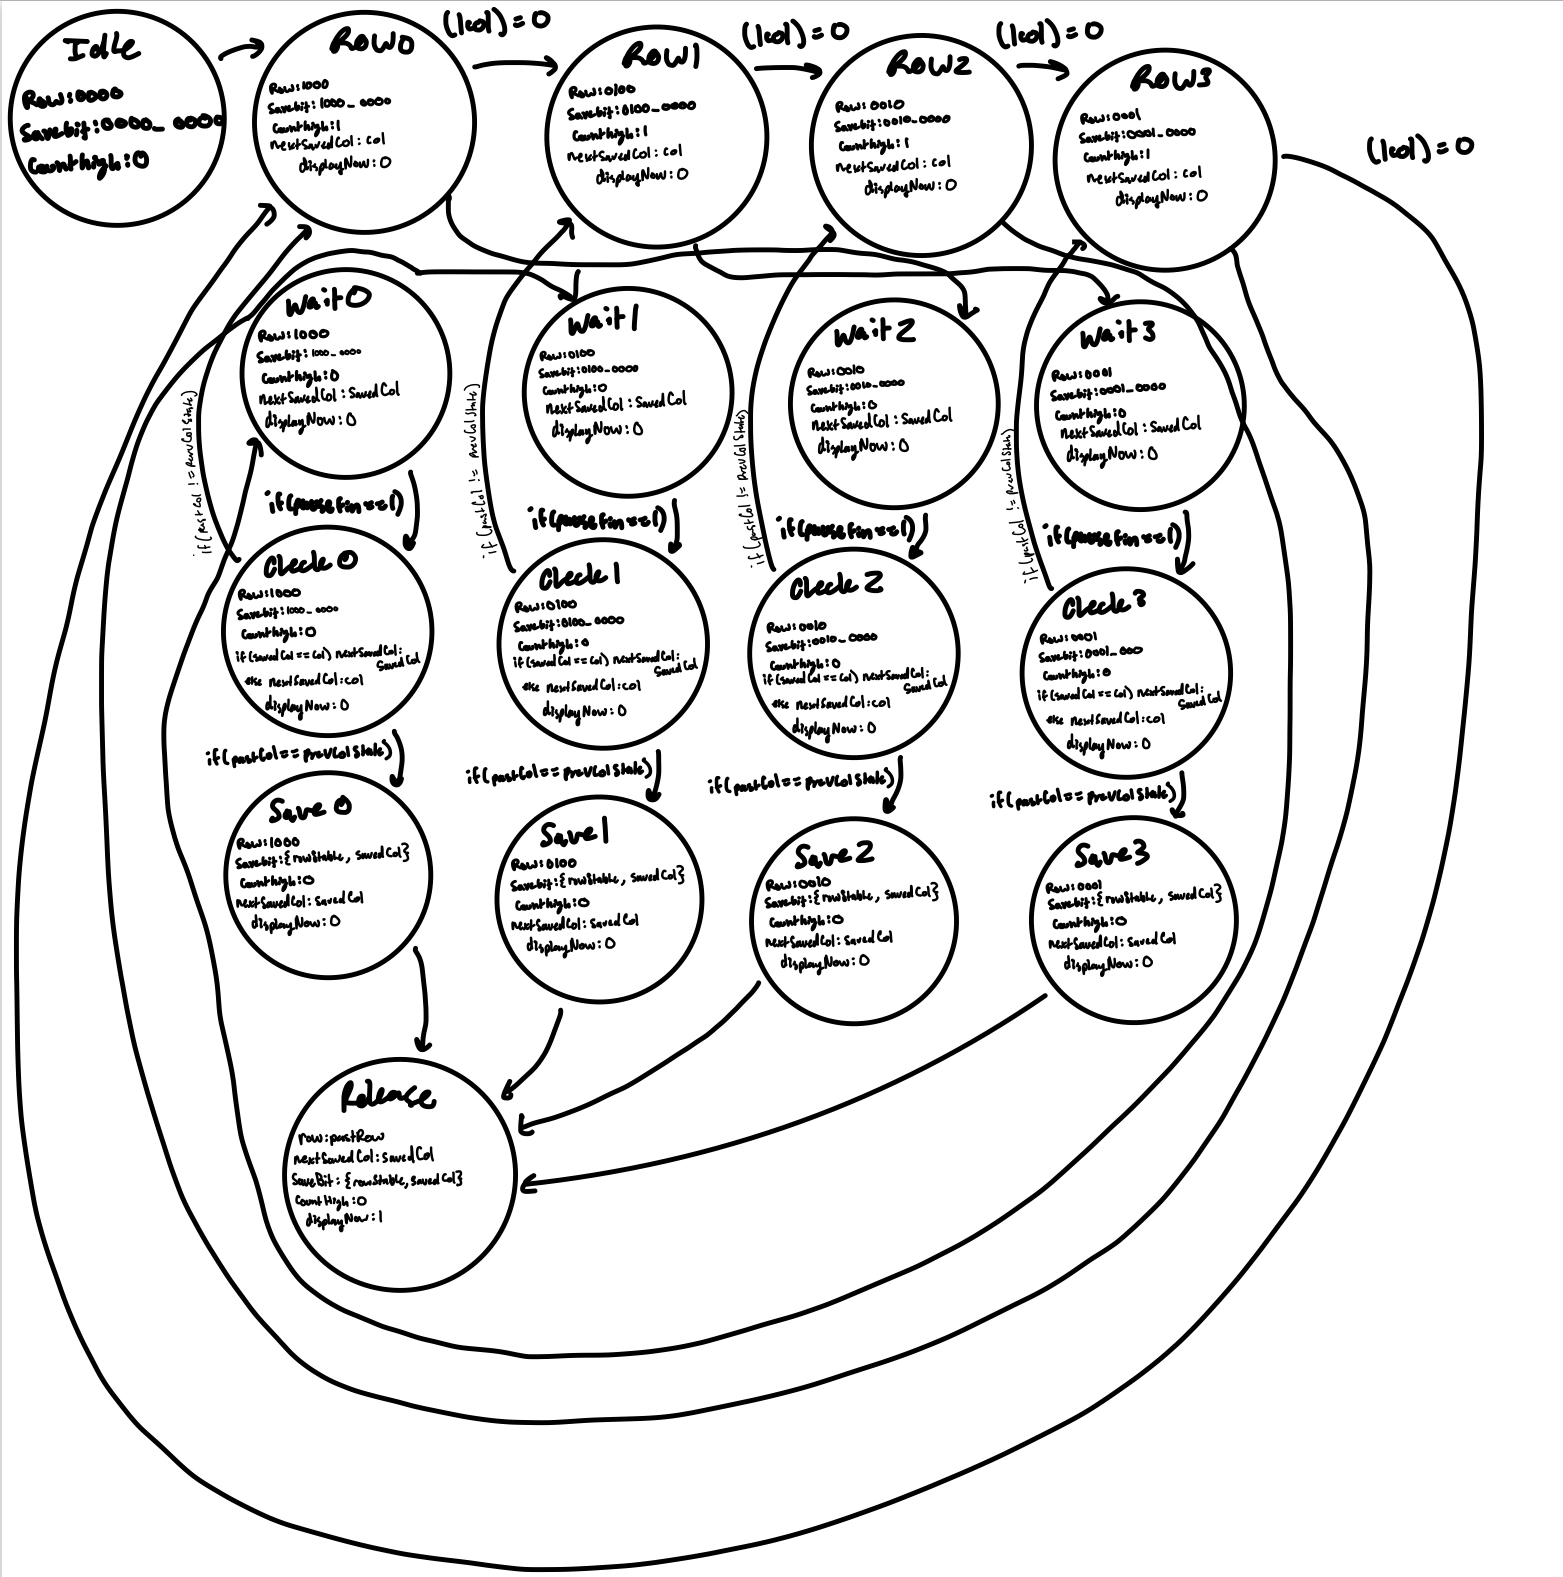 Idle
Row:0000
Savebit:0000_0000
Counthigh:0
ROW0
Row:1000
Savebit:1000_0000
Counthigh:1
nextSavedCol:col
displayNow:0
(|col)=0
ROW1
Row:0100
Savebit:0100_0000
Counthigh:1
nextSavedCol:col
displayNow:0
(|col)=0
ROW2
Row:0010
Savebit:0010_0000
Counthigh:1
nextSavedCol:col
displayNow:0
(|col)=0
ROW3
Row:0001
Savebit:0001_0000
Counthigh:1
nextSavedCol:col
displayNow:0
(|col)=0
Wait0
Row:1000
Savebit:1000_0000
Counthigh:0
nextSavedCol:SavedCol
displayNow:0
Wait1
Row:0100
Savebit:0100_0000
Counthigh:0
nextSavedCol:SavedCol
displayNow:0
Wait2
Row:0010
Savebit:0010_0000
Counthigh:0
nextSavedCol:SavedCol
displayNow:0
Wait3
Row:0001
Savebit:0001_0000
Counthigh:0
nextSavedCol:SavedCol
displayNow:0
if(pastCol != PrevColState)
if(pastCol != PrevColState)
if(pastCol != PrevColState)
if(pastCol != PrevColState)
if(pauseFin==1)
if(pauseFin==1)
if(pauseFin==1)
if(pauseFin==1)
Check0
Row:1000
Savebit:1000_0000
Counthigh:0
if(savedCol==col) nextSavedCol:
SavedCol
else nextSavedCol:col
displayNow:0
Check1
Row:0100
Savebit:0100_0000
Counthigh:0
if(savedCol==col) nextSavedCol:
SavedCol
else nextSavedCol:col
displayNow:0
Check2
Row:0010
Savebit:0010_0000
Counthigh:0
if(savedCol==col) nextSavedCol:
SavedCol
else nextSavedCol:col
displayNow:0
Check3
Row:0001
Savebit:0001_000
Counthigh:0
if(savedCol==col) nextSavedCol:
SavedCol
else nextSavedCol:col
displayNow:0
if(pastCol==prevColState)
if(pastCol==prevColState)
if(pastCol==prevColState)
if(pastCol==prevColState)
Save0
Row:1000
Savebit:{rowStable, SavedCol}
Counthigh:0
nextSavedCol:SavedCol
displayNow:0
Save1
Row:0100
Savebit:{rowStable, SavedCol}
Counthigh:0
nextSavedCol:SavedCol
displayNow:0
Save2
Row:0010
Savebit:{rowStable, SavedCol}
Counthigh:0
nextSavedCol:SavedCol
displayNow:0
Save3
Row:0001
Savebit:{rowStable, SavedCol}
Counthigh:0
nextSavedCol:SavedCol
displayNow:0
Release
row:pastRow
nextSavedCol:SavedCol
SaveBit:{rowStable,SavedCol}
CountHigh:0
displayNow:1